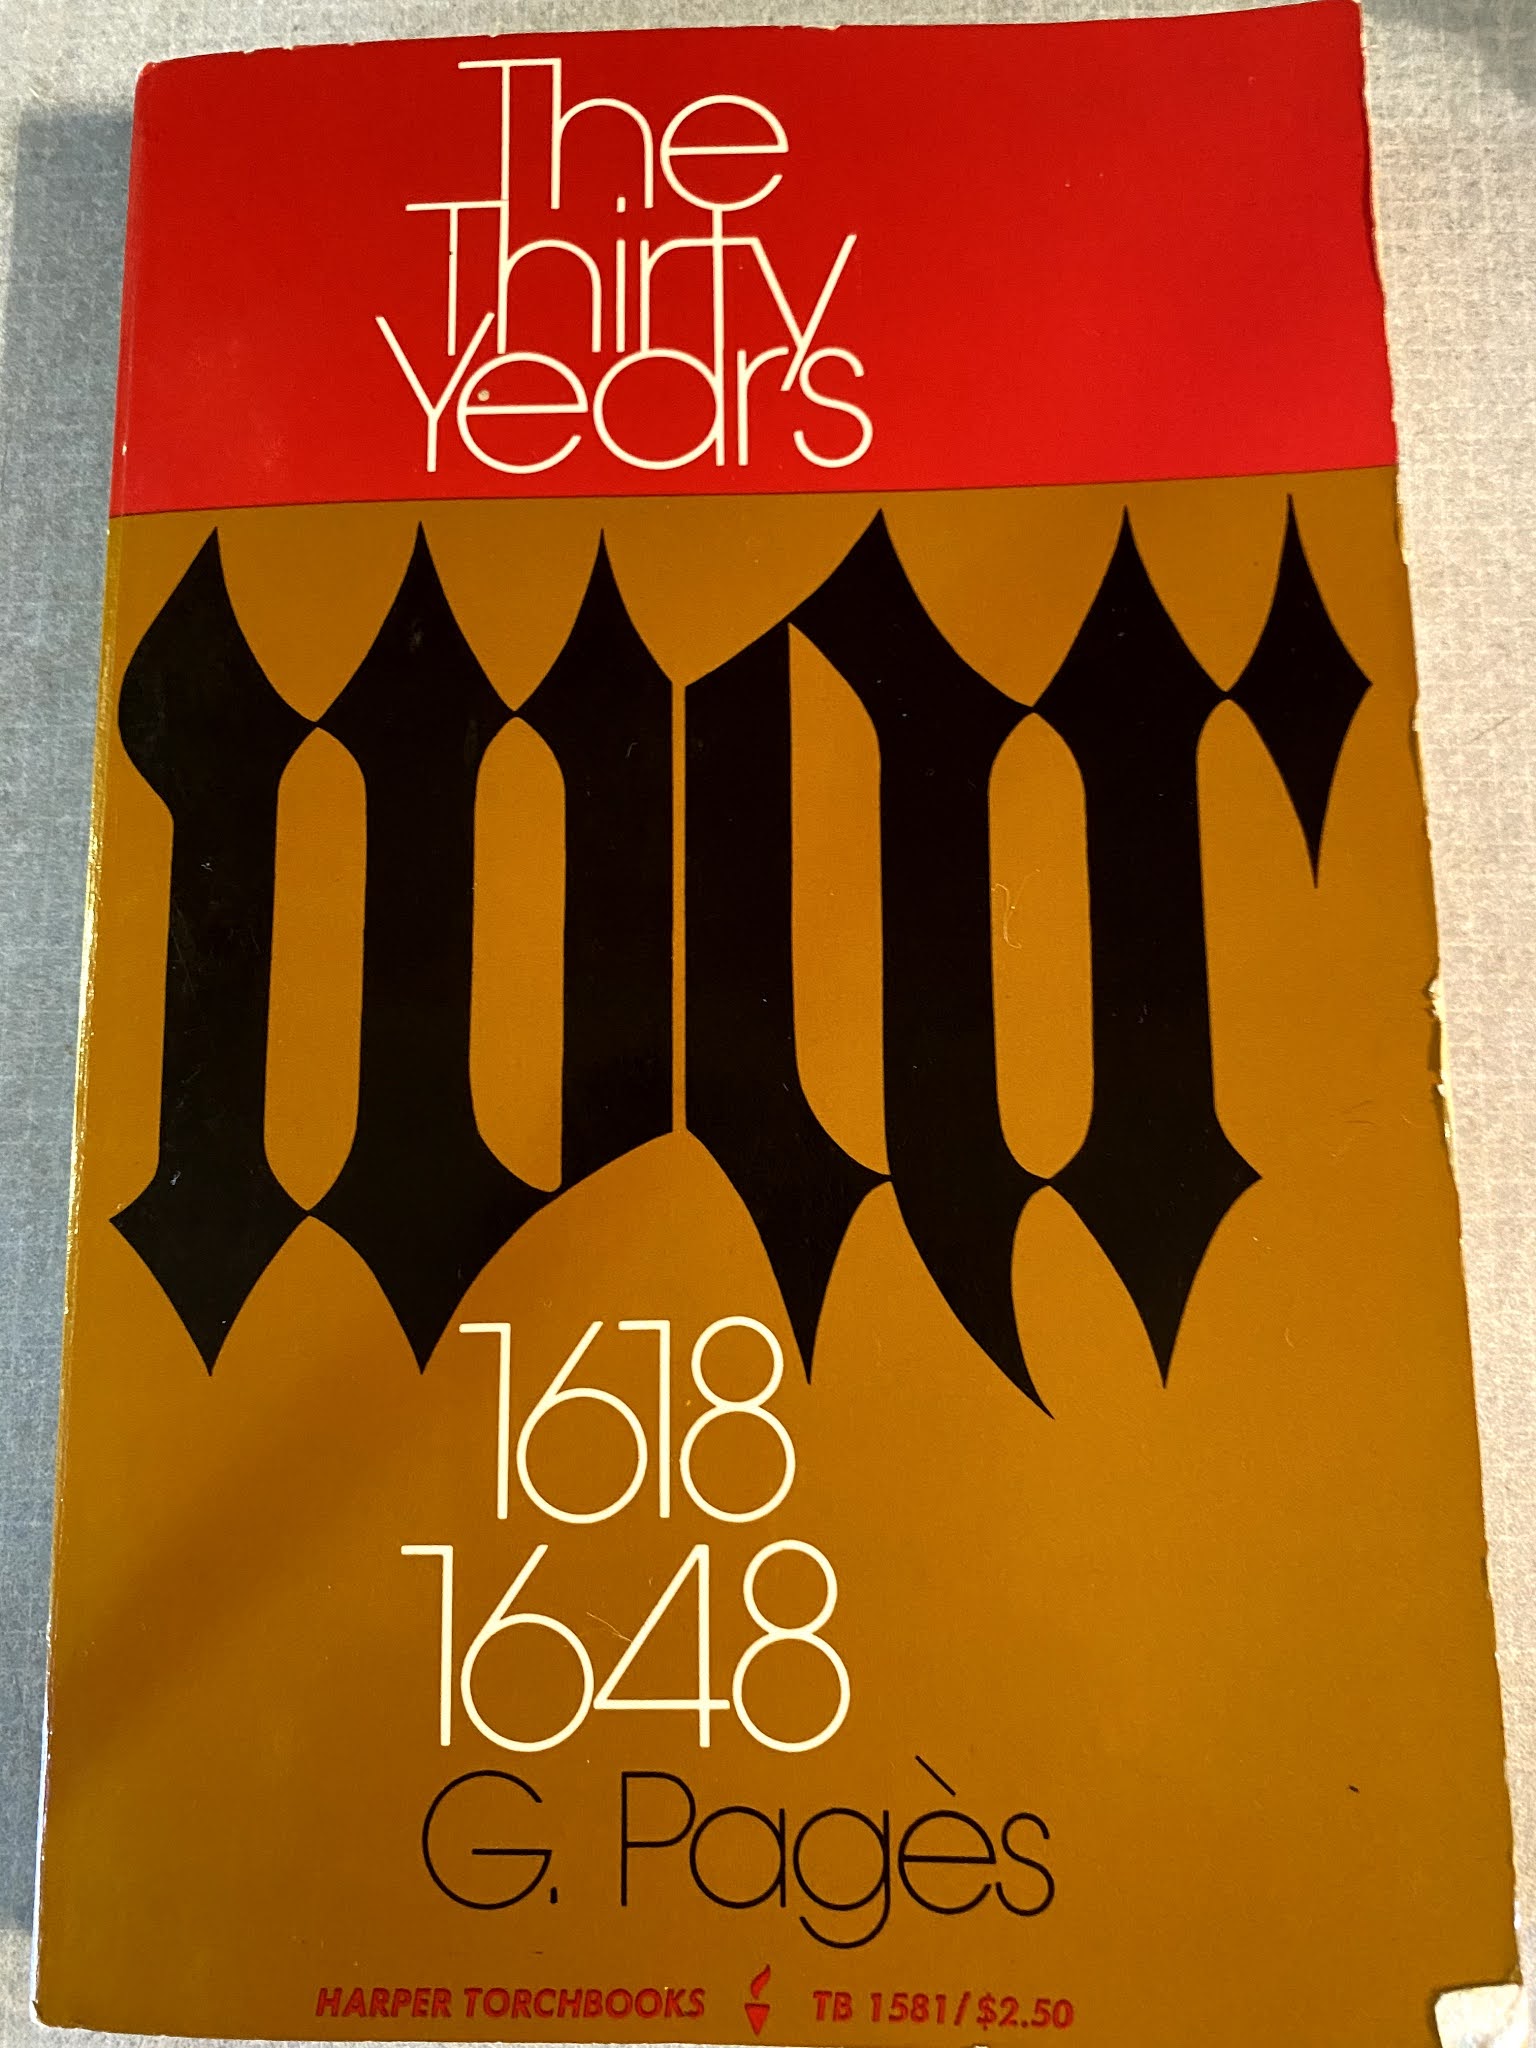 The
Thirty
Years
war
1618
1648
G. Pagès
HARPER TORCHBOOKS TB 1581/$2.50